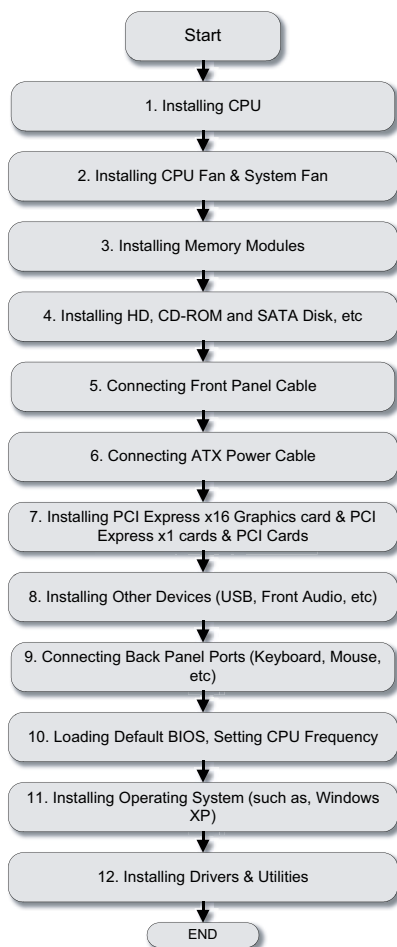 Start
1. Installing CPU
2. Installing CPU Fan & System Fan
3. Installing Memory Modules
4. Installing HD, CD-ROM and SATA Disk, etc
5. Connecting Front Panel Cable
6. Connecting ATX Power Cable
7. Installing PCI Express x16 Graphics card & PCI
Express x1 cards & PCI Cards
8. Installing Other Devices (USB, Front Audio, etc)
9. Connecting Back Panel Ports (Keyboard, Mouse,
etc)
10. Loading Default BIOS, Setting CPU Frequency
11. Installing Operating System (such as, Windows
XP)
12. Installing Drivers & Utilities
END